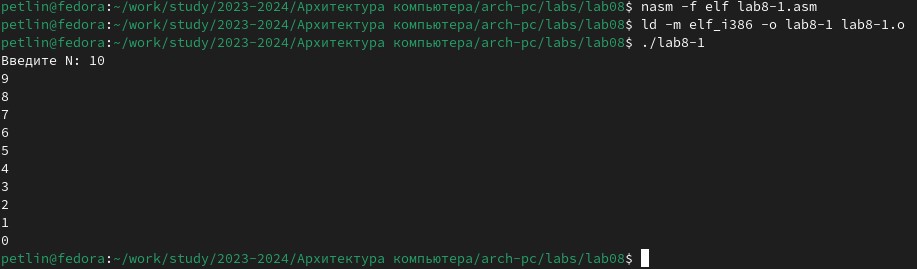 petlin@fedora:~/work/study/2023-2024/Архитектура компьютера/arch-pc/labs/lab08$ nasm -f elf lab8-1.asm
petlin@fedora:~/work/study/2023-2024/Архитектура компьютера/arch-pc/labs/lab08$ ld -m elf_i386 -o lab8-1 lab8-1.o
petlin@fedora:~/work/study/2023-2024/Архитектура компьютера/arch-pc/labs/lab08$ ./lab8-1
Введите N: 10
9
8
7
6
5
4
3
2
1
0
petlin@fedora:~/work/study/2023-2024/Архитектура компьютера/arch-pc/labs/lab08$